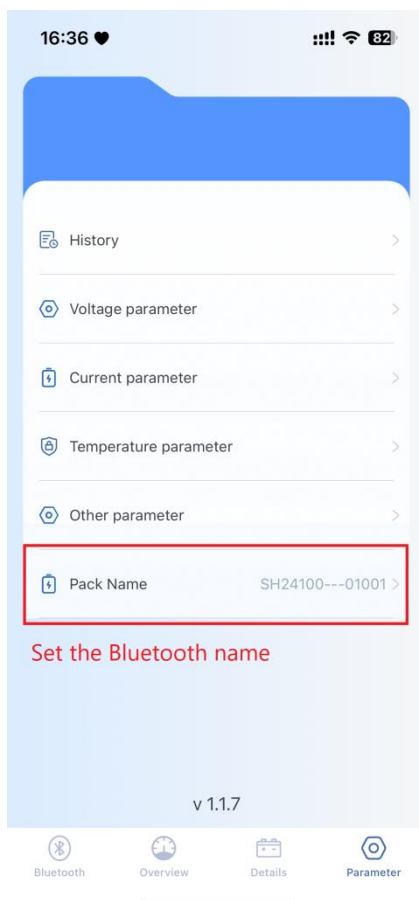 16:36
82
History
Voltage parameter
Current parameter
Temperature parameter
Other parameter
Pack Name SH24100---01001
Set the Bluetooth name
v 1.1.7
Bluetooth Overview Details Parameter